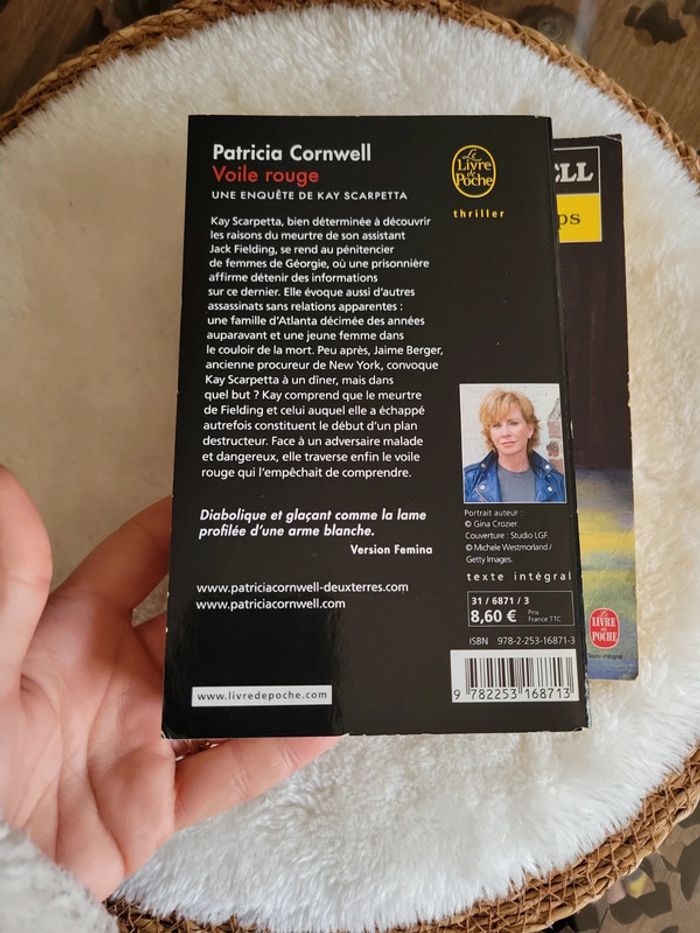 Patricia Cornwell
Voile rouge
UNE ENQUÊTE DE KAY SCARPETTA
Le
Livre
de
Poche
thriller
Kay Scarpetta, bien déterminée à découvrir
les raisons du meurtre de son assistant
Jack Fielding, se rend au pénitencier
de femmes de Géorgie, où une prisonnière
affirme détenir des informations
sur ce dernier. Elle évoque aussi d'autres
assassinats sans relations apparentes :
une famille d'Atlanta décimée des années
auparavant et une jeune femme dans
le couloir de la mort. Peu après, Jaime Berger,
ancienne procureur de New York, convoque
Kay Scarpetta à un dîner, mais dans
quel but ? Kay comprend que le meurtre
de Fielding et celui auquel elle a échappé
autrefois constituent le début d'un plan
destructeur. Face à un adversaire malade
et dangereux, elle traverse enfin le voile
rouge qui l'empêchait de comprendre.
Diabolique et glaçant comme la lame
profilée d'une arme blanche.
Version Femina
www.patriciacornwell-deuxterres.com
www.patriciacornwell.com
www.livredepoche.com
Portrait auteur :
© Gina Crozier.
Couverture : Studio LGF.
© Michele Westmorland /
Getty Images.
texte intégral
31 / 6871 / 3
8,60 € Prix
France TTC
ISBN 978-2-253-16871-3
9 782253 168713
ELL
ps
LE
LIVRE
de
POCHE
Texte intégral